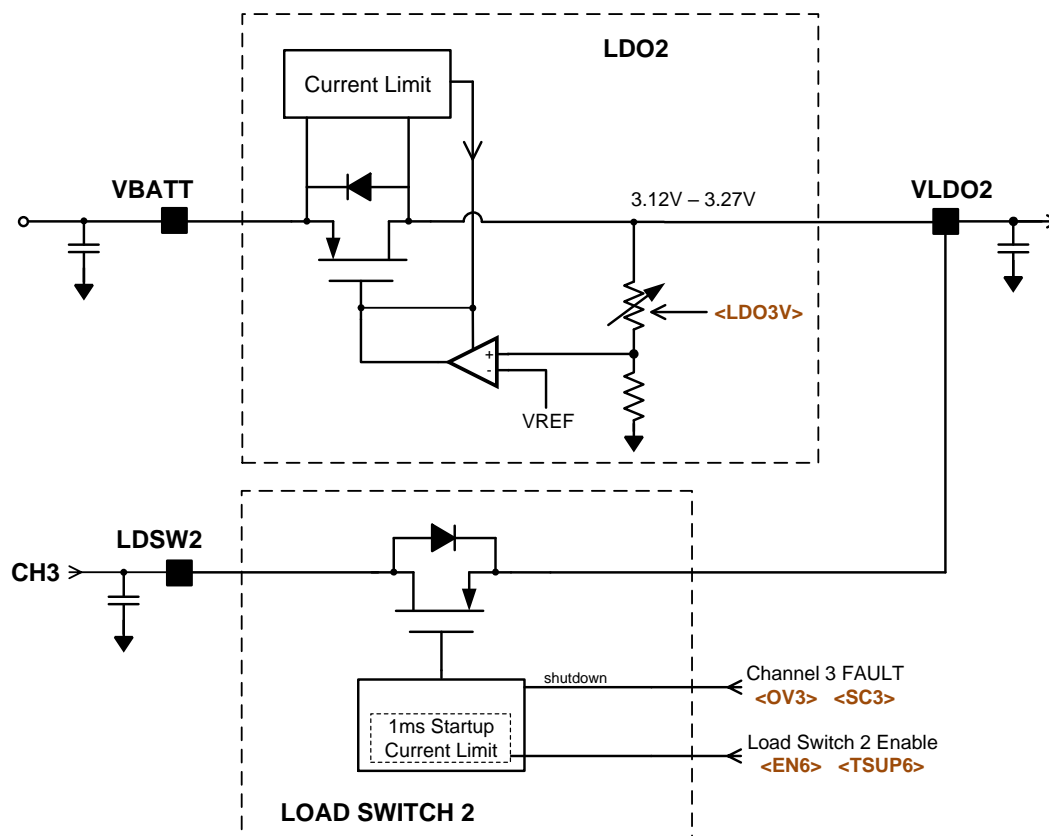 LDO2
Current Limit
VBATT
3.12V – 3.27V
VLDO2
<LDO3V>
+
-
VREF
LDSW2
CH3
shutdown
Channel 3 FAULT
<OV3> <SC3>
1ms Startup
Current Limit
Load Switch 2 Enable
<EN6> <TSUP6>
LOAD SWITCH 2